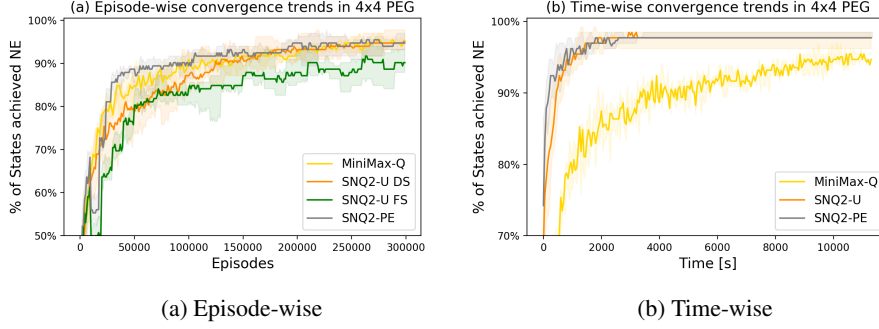 (a) Episode-wise convergence trends in 4x4 PEG
% of States achieved NE
100%
90%
80%
70%
60%
50%
MiniMax-Q
SNQ2-U DS
SNQ2-U FS
SNQ2-PE
0 50000 100000 150000 200000 250000 300000
Episodes
(b) Time-wise convergence trends in 4x4 PEG
% of States achieved NE
100%
90%
80%
70%
MiniMax-Q
SNQ2-U
SNQ2-PE
0 2000 4000 6000 8000 10000
Time [s]
(a) Episode-wise
(b) Time-wise